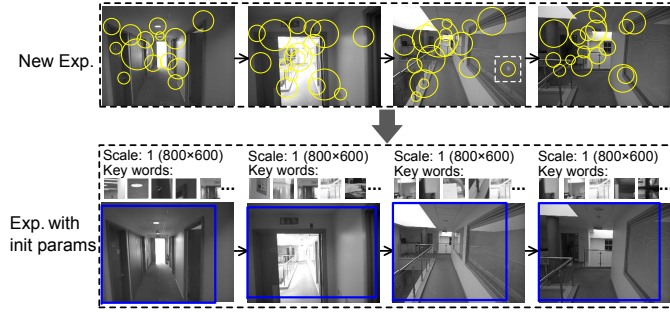 New Exp.
Scale: 1 (800×600)
Key words:
...
Scale: 1 (800×600)
Key words:
...
Scale: 1 (800×600)
Key words:
...
Scale: 1 (800×600)
Key words:
...
Exp. with
init params